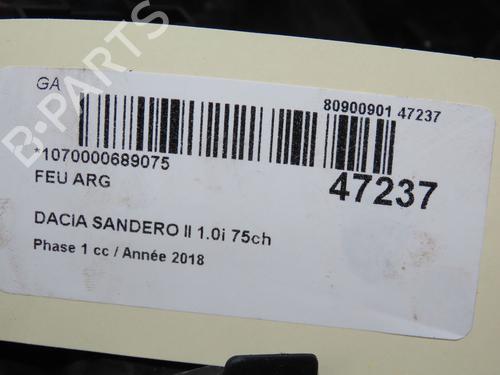 GA
80900901 47237
*1070000689075
47237
FEU ARG
DACIA SANDERO II 1.0i 75ch
Phase 1 cc / Année 2018
B-PARTS